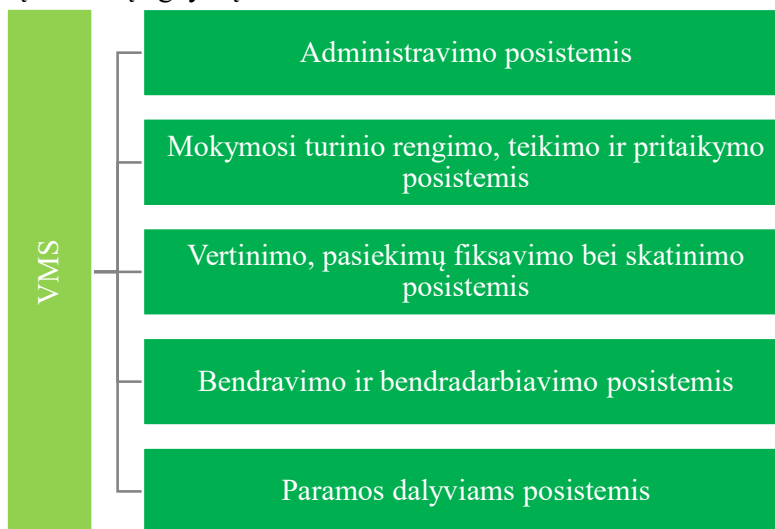 VMS
Administravimo posistemis
Mokymosi turinio rengimo, teikimo ir pritaikymo
posistemis
Vertinimo, pasiekimų fiksavimo bei skatinimo
posistemis
Bendravimo ir bendradarbiavimo posistemis
Paramos dalyviams posistemis